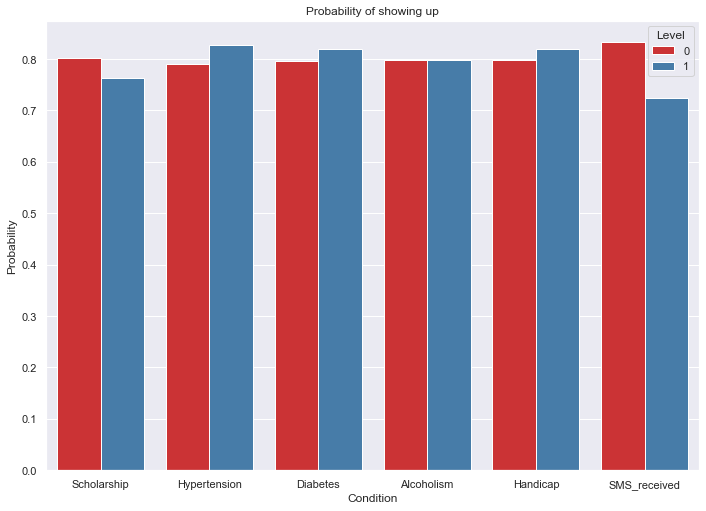 Probability of showing up
Level
0
1
Probability
0.8
0.7
0.6
0.5
0.4
0.3
0.2
0.1
0.0
Scholarship Hypertension Diabetes Alcoholism Handicap SMS_received
Condition